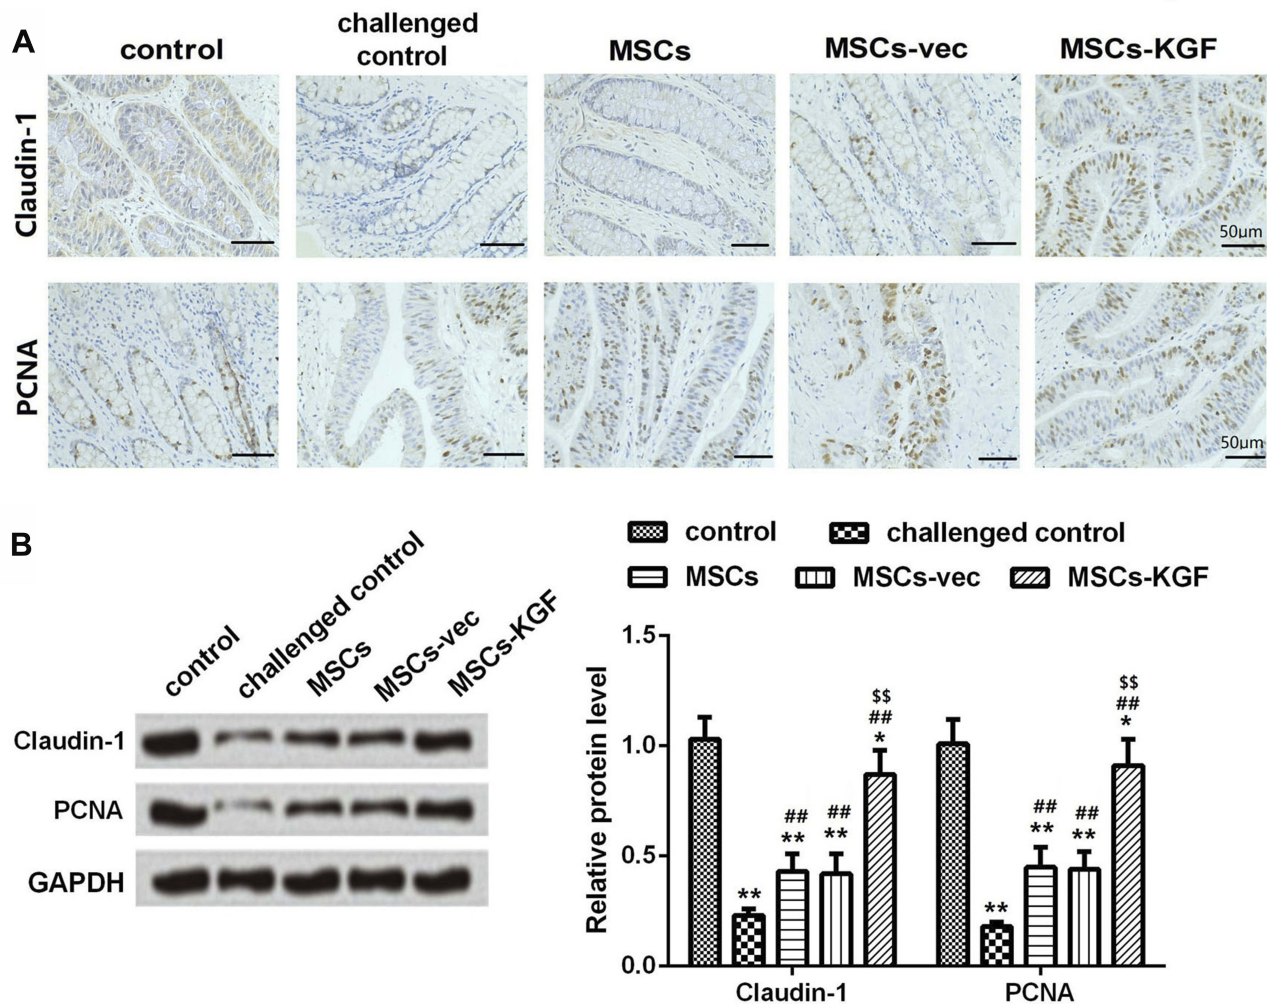 A
control
challenged
control
MSCs
MSCs-vec
MSCs-KGF
Claudin-1
50μm
PCNA
50μm
B
control
challenged control
MSCs
MSCs-vec
MSCs-KGF
Claudin-1
PCNA
GAPDH
control
challenged control
MSCs
MSCs-vec
MSCs-KGF
Relative protein level
1.5
1.0
0.5
0.0
**
##
**
##
**
$$
##
*
**
##
**
##
**
$$
##
*
Claudin-1
PCNA